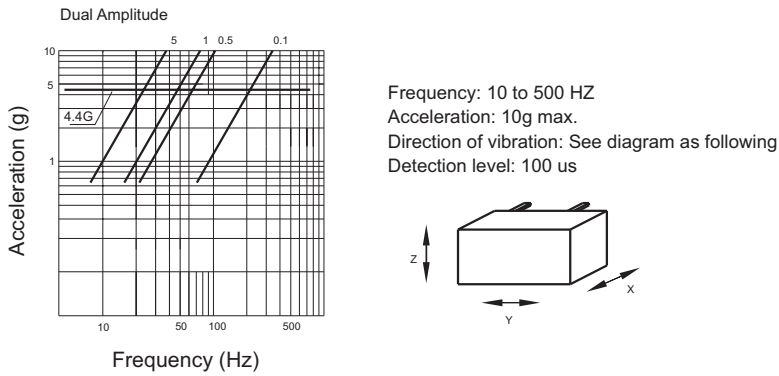 Dual Amplitude
5 1 0.5 0.1
10
5
4.4G
1
Acceleration (g)
10 50 100 500
Frequency (Hz)
Frequency: 10 to 500 HZ
Acceleration: 10g max.
Direction of vibration: See diagram as following
Detection level: 100 us
Z
X
Y